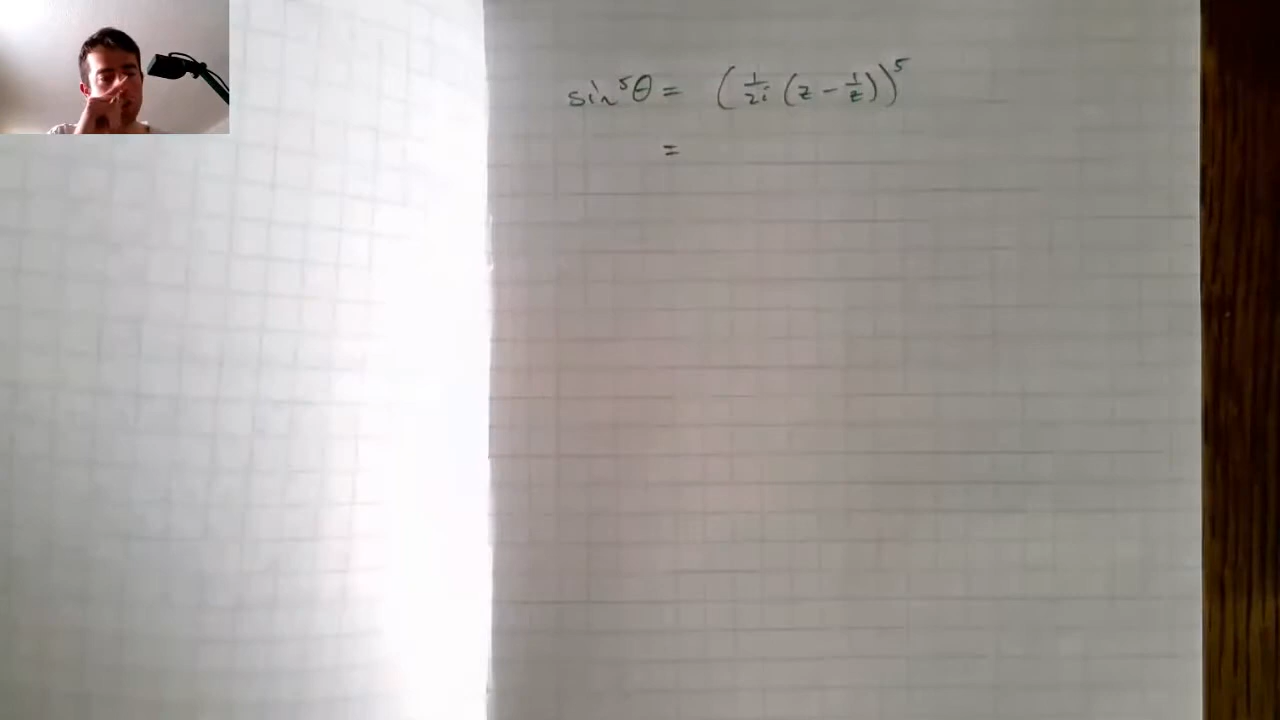 sin⁵θ = (1/2i (z - 1/z))⁵
=